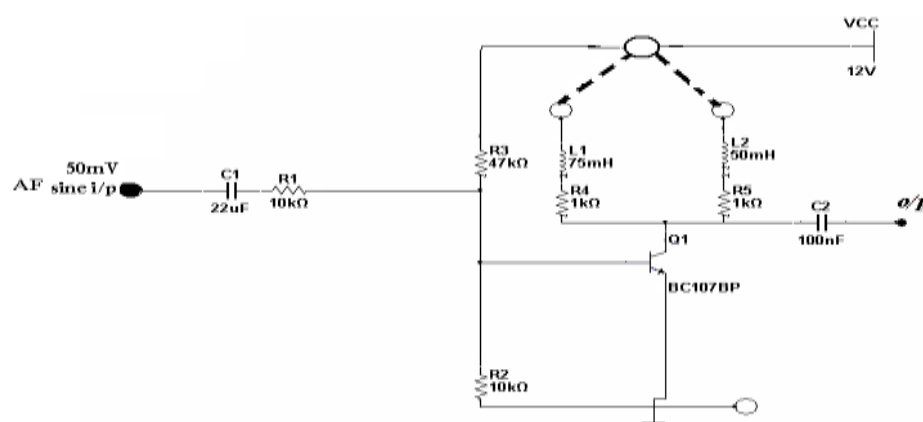 VCC
12V
50mV
AF sine i/p
C1
22uF
R1
10kΩ
R3
47kΩ
L1
75mH
R4
1kΩ
L2
50mH
R5
1kΩ
C2
100nF
o/p
Q1
BC107BP
R2
10kΩ